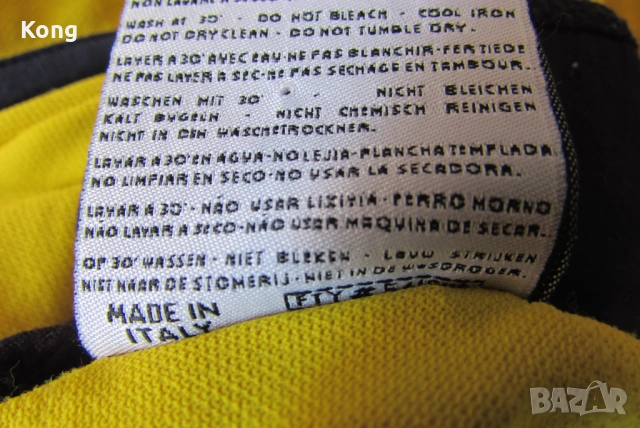 Kong
NON LAVARE A SECCO
WASH AT 30° - DO NOT BLEACH - COOL IRON
DO NOT DRY CLEAN - DO NOT TUMBLE DRY.
LAVER A 30° AVEC EAU - NE PAS BLANCHIR - FER TIEDE
NE PAS LAVER A SEC - NE PAS SECHAGE EN TAMBOUR.
WASCHEN MIT 30° - NICHT BLEICHEN
KALT BUGELN - NICHT CHEMISCH REINIGEN
NICHT IN DEN WASCHETROCKNER.
LAVAR A 30° EN AGUA - NO LEJIA - PLANCHA TEMPLADA
NO LIMPIAR EN SECO - NO USAR LA SECADORA.
LAVAR A 30° - NÃO USAR LIXIVIA - FERRO MORNO
NÃO LAVAR A SECO - NÃO USAR MAQUINA DE SECAR.
OP 30° WASSEN - NIET BLEKEN - LAUW STRIJKEN
NIET NAAR DE STOMERIJ - NIET IN DE WASDROGER.
MADE IN
ITALY
BAZAR